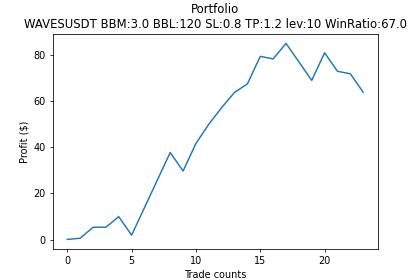 Portfolio
WAVESUSDT BBM:3.0 BBL:120 SL:0.8 TP:1.2 lev:10 WinRatio:67.0
80
60
40
20
0
Profit ($)
0 5 10 15 20
Trade counts